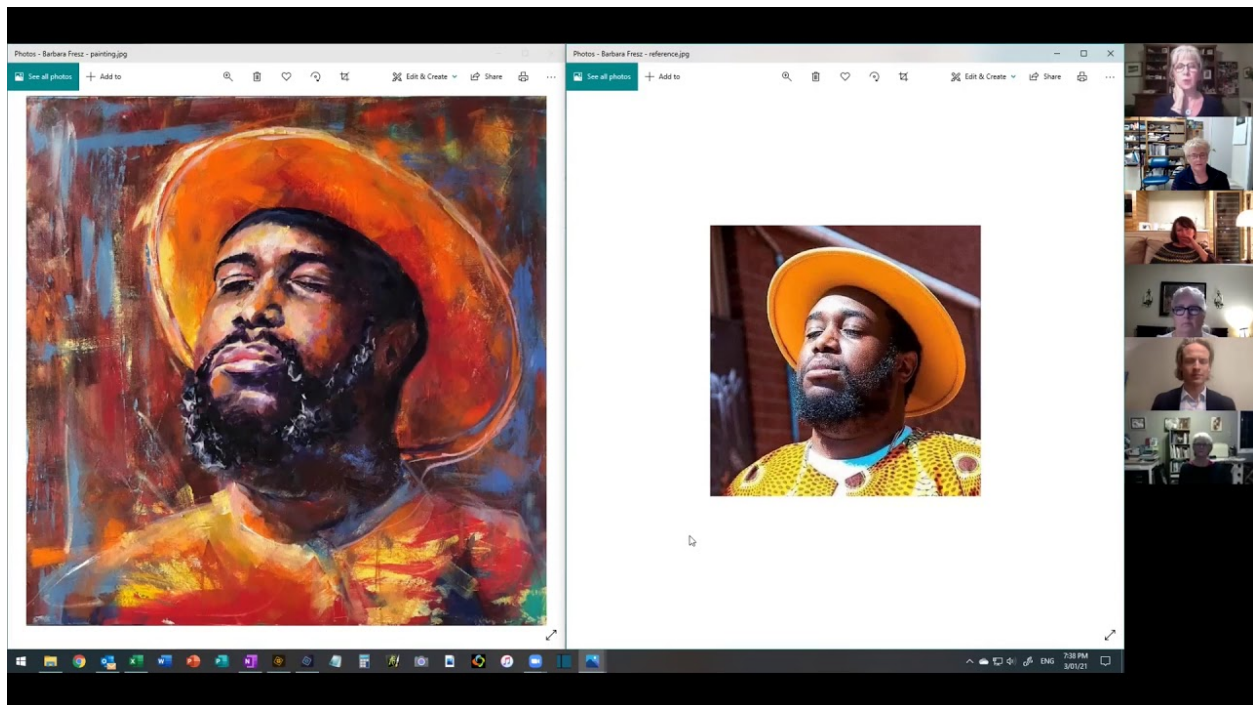 Photos - Barbara Fresz - painting.jpg
See all photos
Add to
Edit & Create
Share
Photos - Barbara Fresz - reference.jpg
See all photos
Add to
Edit & Create
Share
ENG
7:38 PM
3/01/21